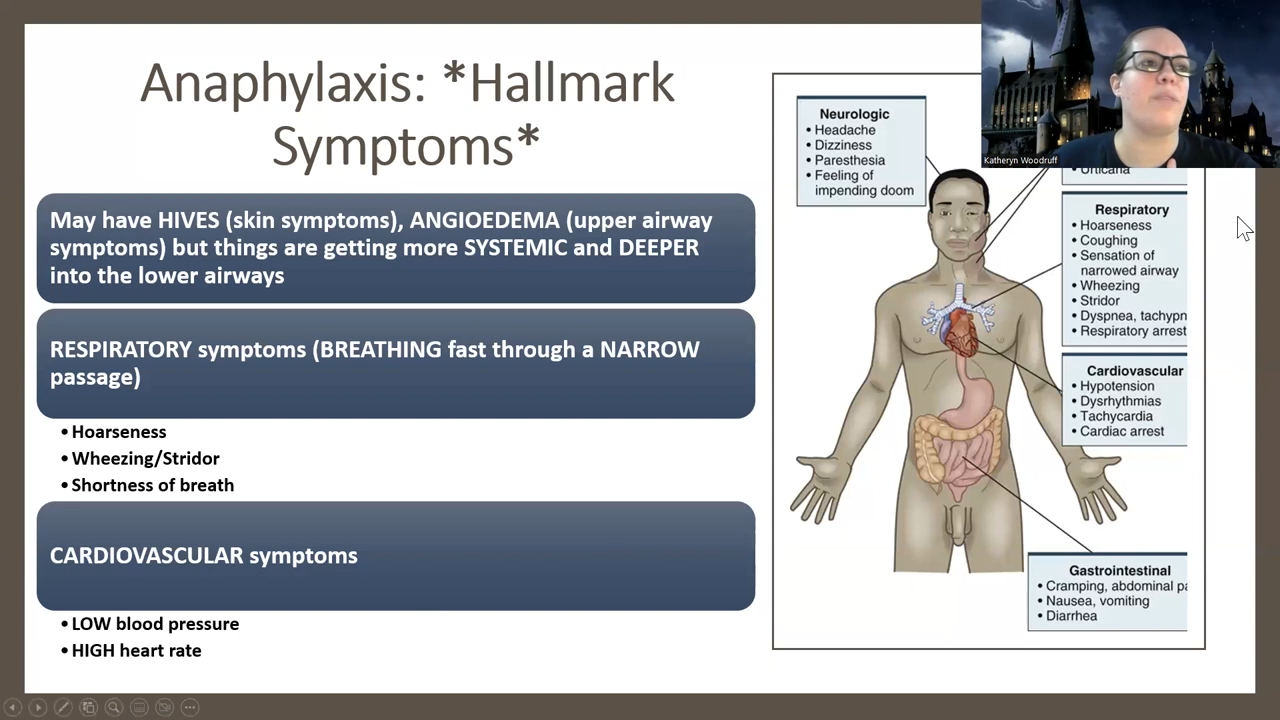 Anaphylaxis: *Hallmark
Symptoms*
May have HIVES (skin symptoms), ANGIOEDEMA (upper airway
symptoms) but things are getting more SYSTEMIC and DEEPER
into the lower airways
RESPIRATORY symptoms (BREATHING fast through a NARROW
passage)
• Hoarseness
• Wheezing/Stridor
• Shortness of breath
CARDIOVASCULAR symptoms
• LOW blood pressure
• HIGH heart rate
Neurologic
• Headache
• Dizziness
• Paresthesia
• Feeling of
impending doom
Katheryn Woodruff
• Urticaria
Respiratory
• Hoarseness
• Coughing
• Sensation of
narrowed airway
• Wheezing
• Stridor
• Dyspnea, tachypn
• Respiratory arrest
Cardiovascular
• Hypotension
• Dysrhythmias
• Tachycardia
• Cardiac arrest
Gastrointestinal
• Cramping, abdominal pa
• Nausea, vomiting
• Diarrhea